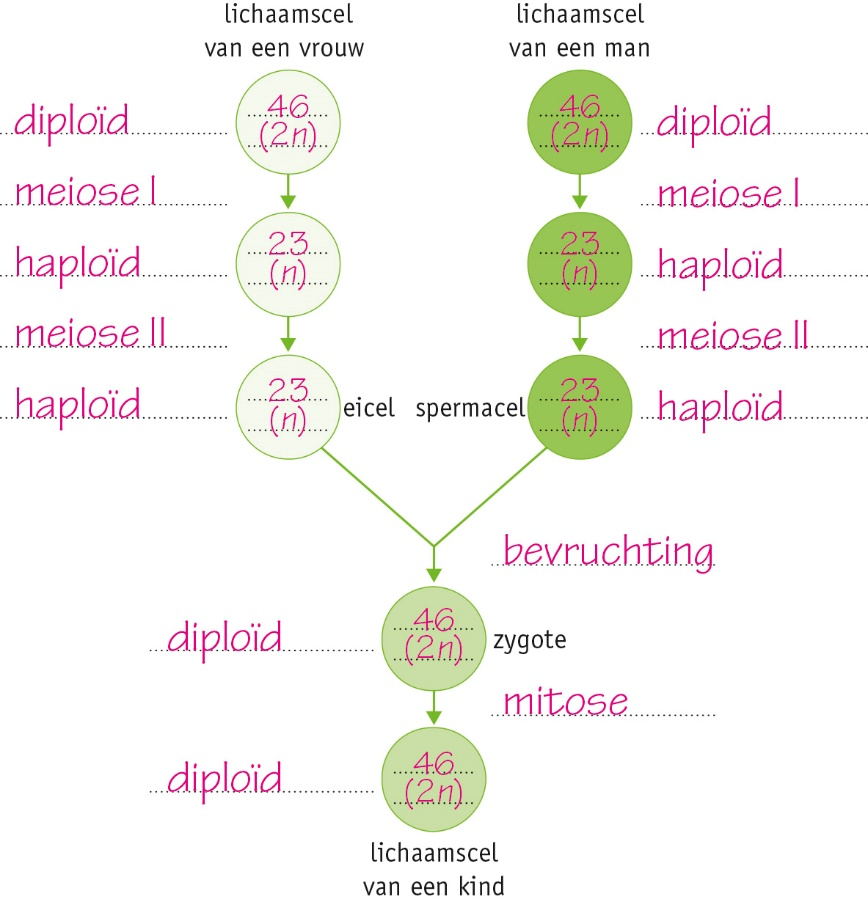 lichaamscel
van een vrouw
lichaamscel
van een man
diploïd
46
(2n)
46
(2n)
diploïd
meiose I
meiose I
haploïd
23
(n)
23
(n)
haploïd
meiose II
meiose II
haploïd
23
(n)
eicel
spermacel
23
(n)
haploïd
bevruchting
diploïd
46
(2n)
zygote
mitose
diploïd
46
(2n)
lichaamscel
van een kind